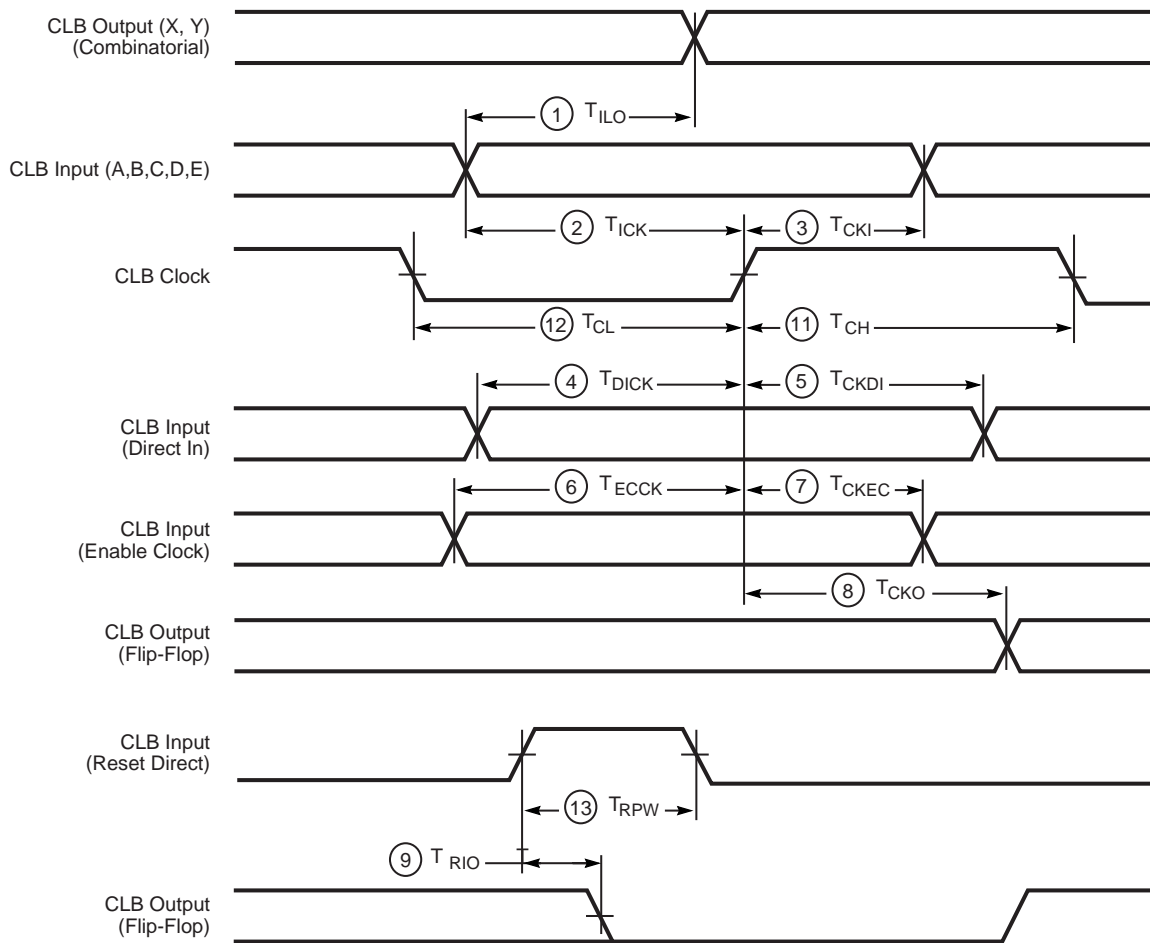 CLB Output (X, Y)
(Combinatorial)
1 TILO
CLB Input (A,B,C,D,E)
2 TICK
3 TCKI
CLB Clock
12 TCL
11 TCH
4 TDICK
5 TCKDI
CLB Input
(Direct In)
6 TECCK
7 TCKEC
CLB Input
(Enable Clock)
8 TCKO
CLB Output
(Flip-Flop)
CLB Input
(Reset Direct)
13 TRPW
9 T RIO
CLB Output
(Flip-Flop)